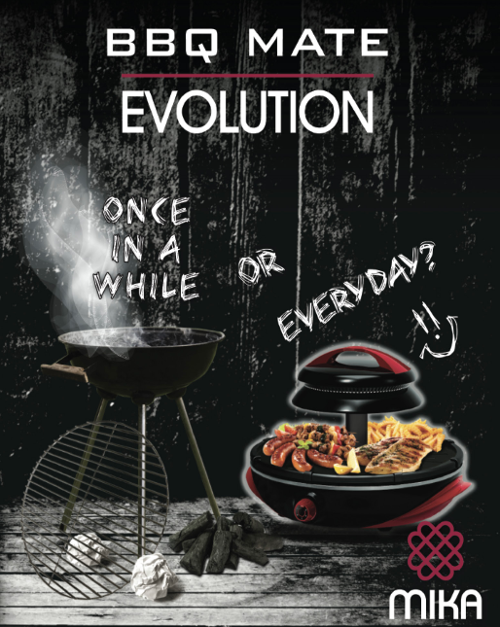 BBQ MATE
EVOLUTION
ONCE
IN A
WHILE
OR
EVERYDAY?
MIKA